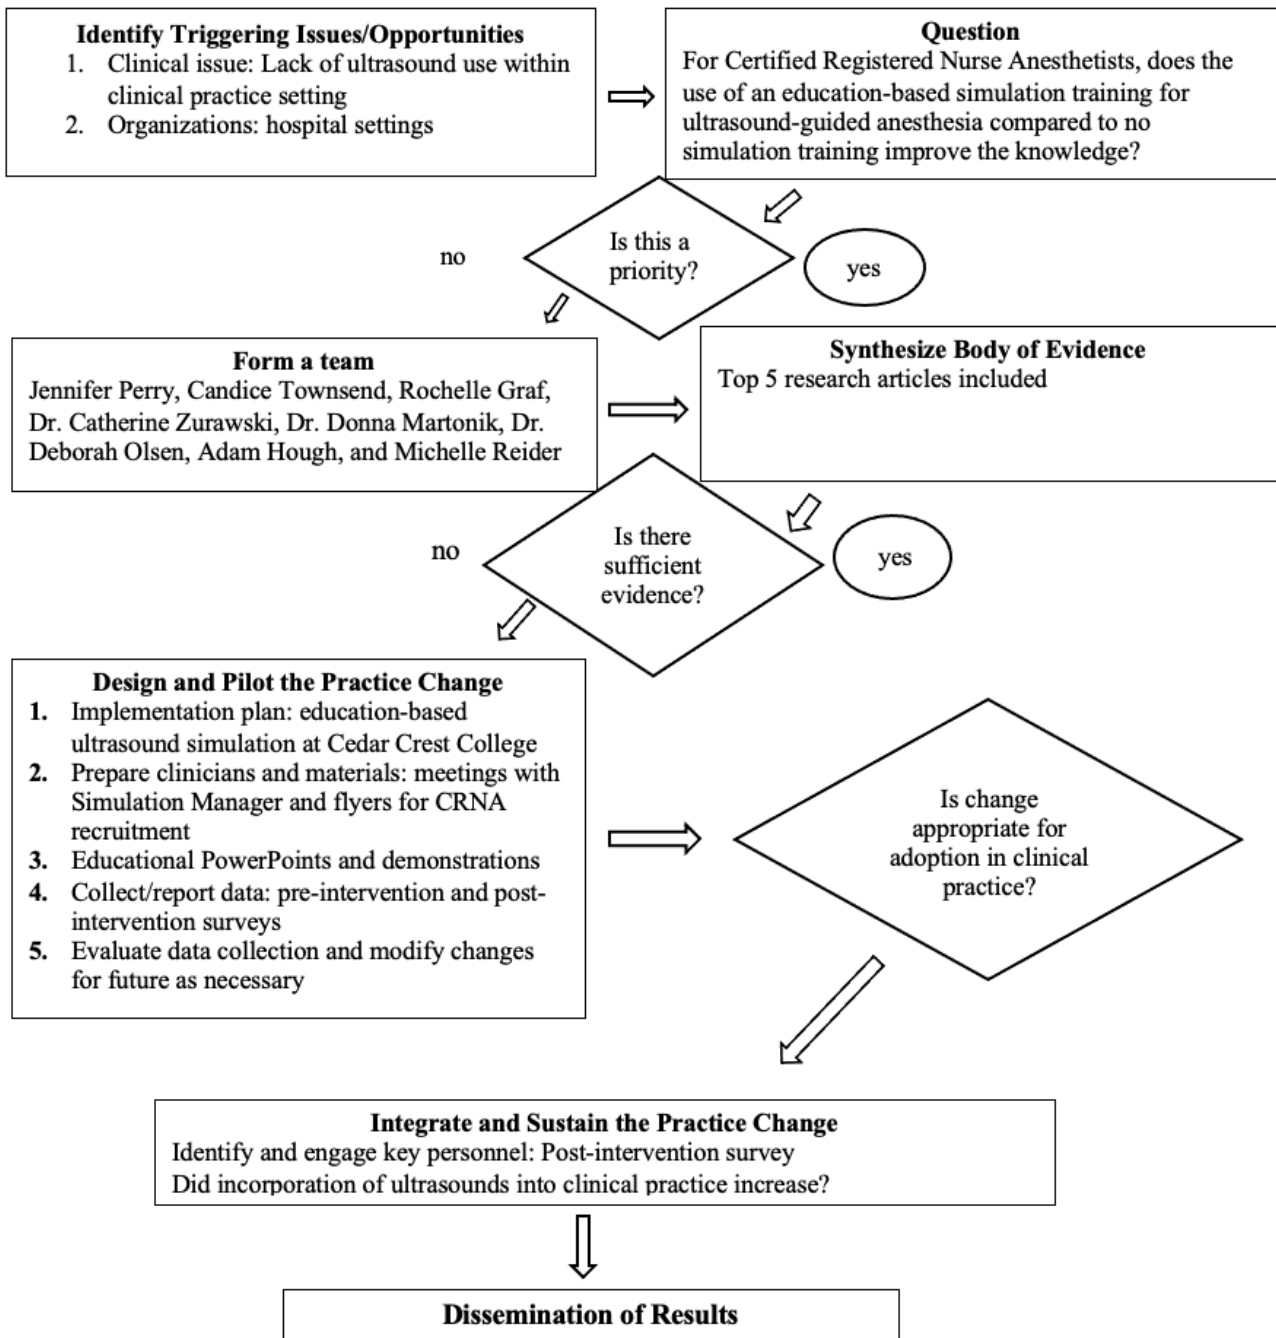 Identify Triggering Issues/Opportunities
1. Clinical issue: Lack of ultrasound use within
clinical practice setting
2. Organizations: hospital settings
Question
For Certified Registered Nurse Anesthetists, does the
use of an education-based simulation training for
ultrasound-guided anesthesia compared to no
simulation training improve the knowledge?
Is this a
priority?
no
yes
Form a team
Jennifer Perry, Candice Townsend, Rochelle Graf,
Dr. Catherine Zurawski, Dr. Donna Martonik, Dr.
Deborah Olsen, Adam Hough, and Michelle Reider
Synthesize Body of Evidence
Top 5 research articles included
Is there
sufficient
evidence?
no
yes
Design and Pilot the Practice Change
1. Implementation plan: education-based
ultrasound simulation at Cedar Crest College
2. Prepare clinicians and materials: meetings with
Simulation Manager and flyers for CRNA
recruitment
3. Educational PowerPoints and demonstrations
4. Collect/report data: pre-intervention and post-
intervention surveys
5. Evaluate data collection and modify changes
for future as necessary
Is change
appropriate for
adoption in clinical
practice?
Integrate and Sustain the Practice Change
Identify and engage key personnel: Post-intervention survey
Did incorporation of ultrasounds into clinical practice increase?
Dissemination of Results